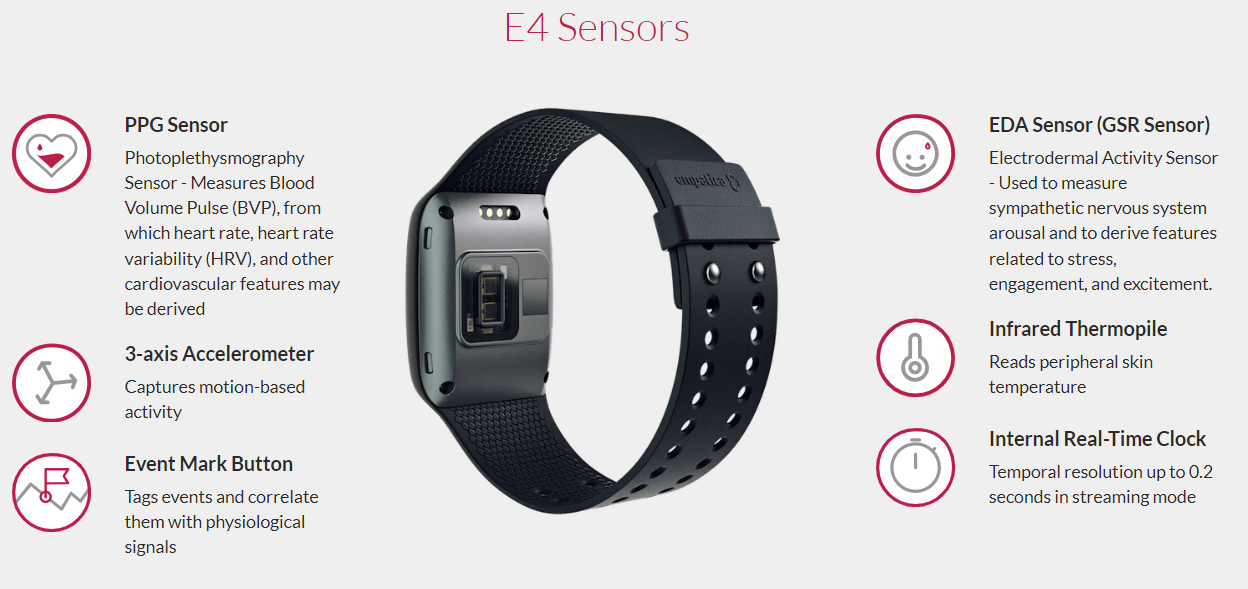 E4 Sensors
PPG Sensor
Photoplethysmography
Sensor - Measures Blood
Volume Pulse (BVP), from
which heart rate, heart rate
variability (HRV), and other
cardiovascular features may
be derived
3-axis Accelerometer
Captures motion-based
activity
Event Mark Button
Tags events and correlate
them with physiological
signals
empatica
EDA Sensor (GSR Sensor)
Electrodermal Activity Sensor
- Used to measure
sympathetic nervous system
arousal and to derive features
related to stress,
engagement, and excitement.
Infrared Thermopile
Reads peripheral skin
temperature
Internal Real-Time Clock
Temporal resolution up to 0.2
seconds in streaming mode